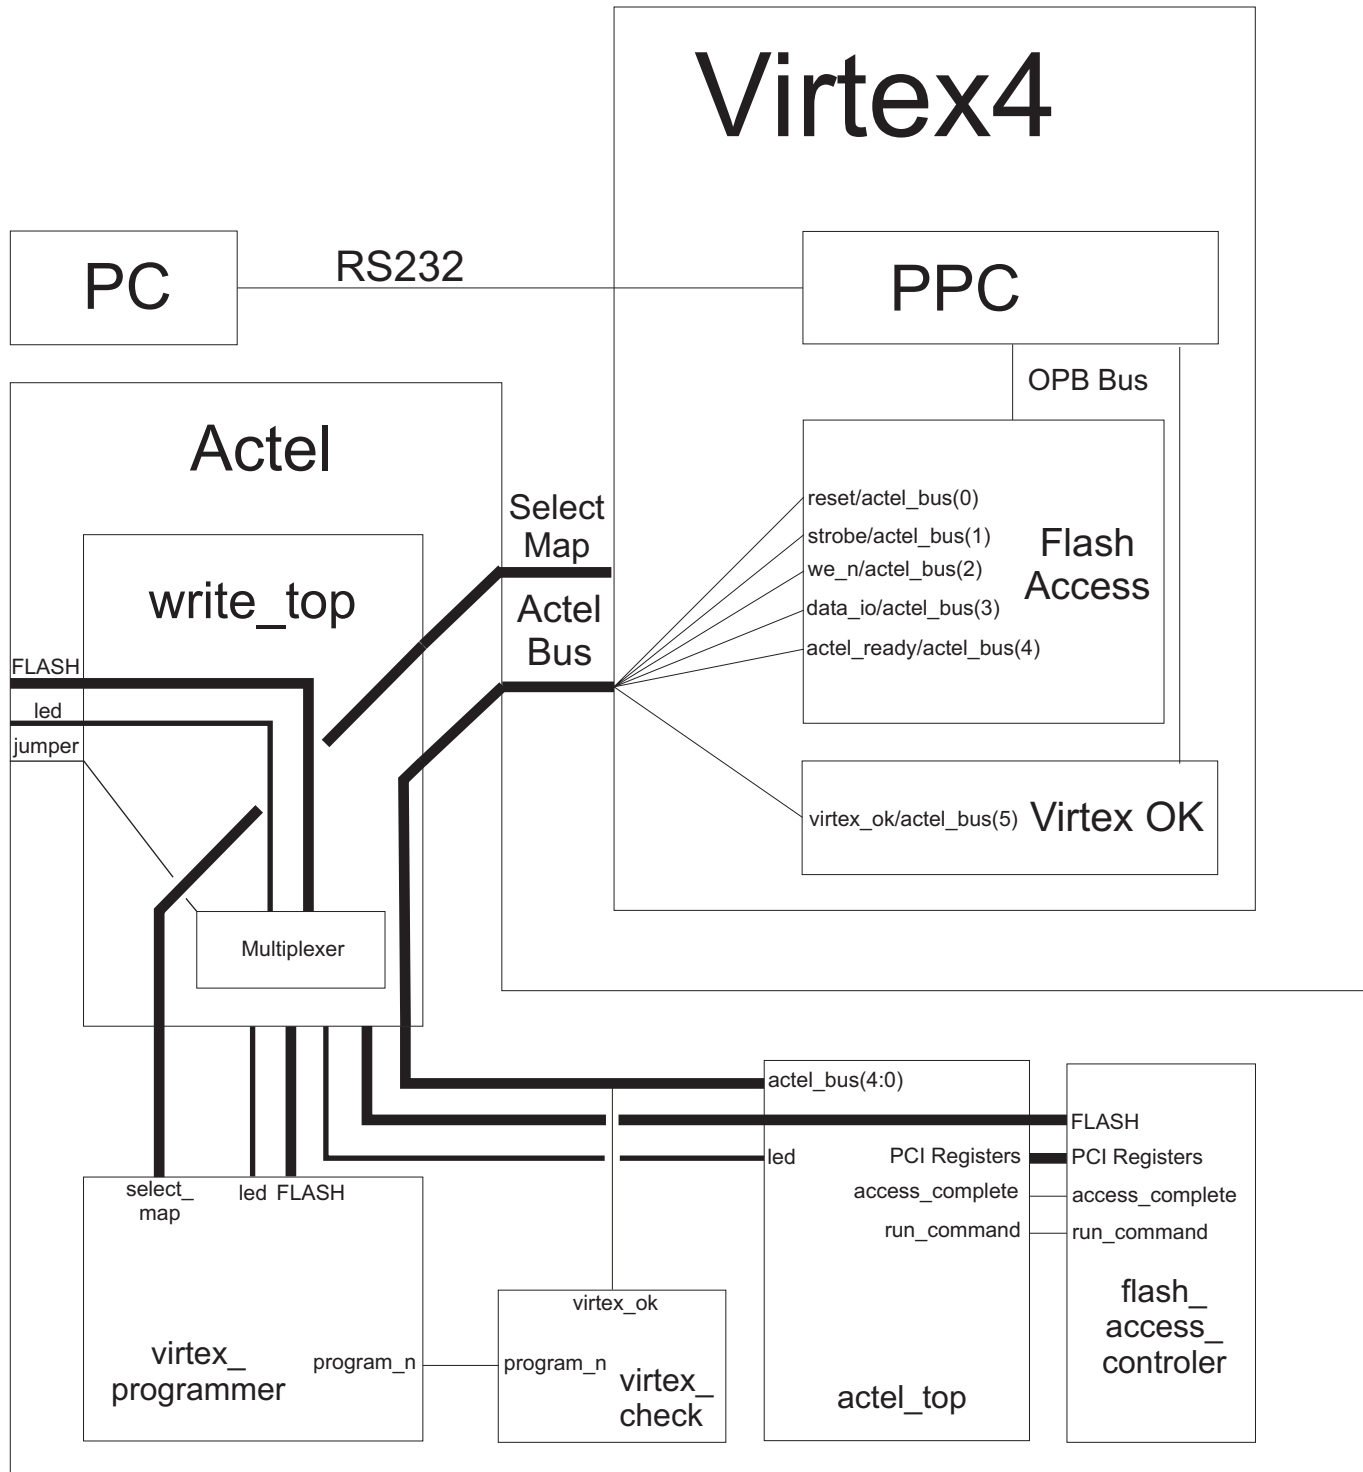 Virtex4
PC
RS232
PPC
OPB Bus
Actel
Select
Map
Actel
Bus
reset/actel_bus(0)
strobe/actel_bus(1)
we_n/actel_bus(2)
data_io/actel_bus(3)
actel_ready/actel_bus(4)
Flash
Access
write_top
FLASH
led
jumper
virtex_ok/actel_bus(5)
Virtex OK
Multiplexer
actel_bus(4:0)
FLASH
led
PCI Registers
PCI Registers
access_complete
access_complete
run_command
run_command
select_
map
led
FLASH
virtex_ok
flash_
access_
controler
virtex_
programmer
program_n
program_n
virtex_
check
actel_top